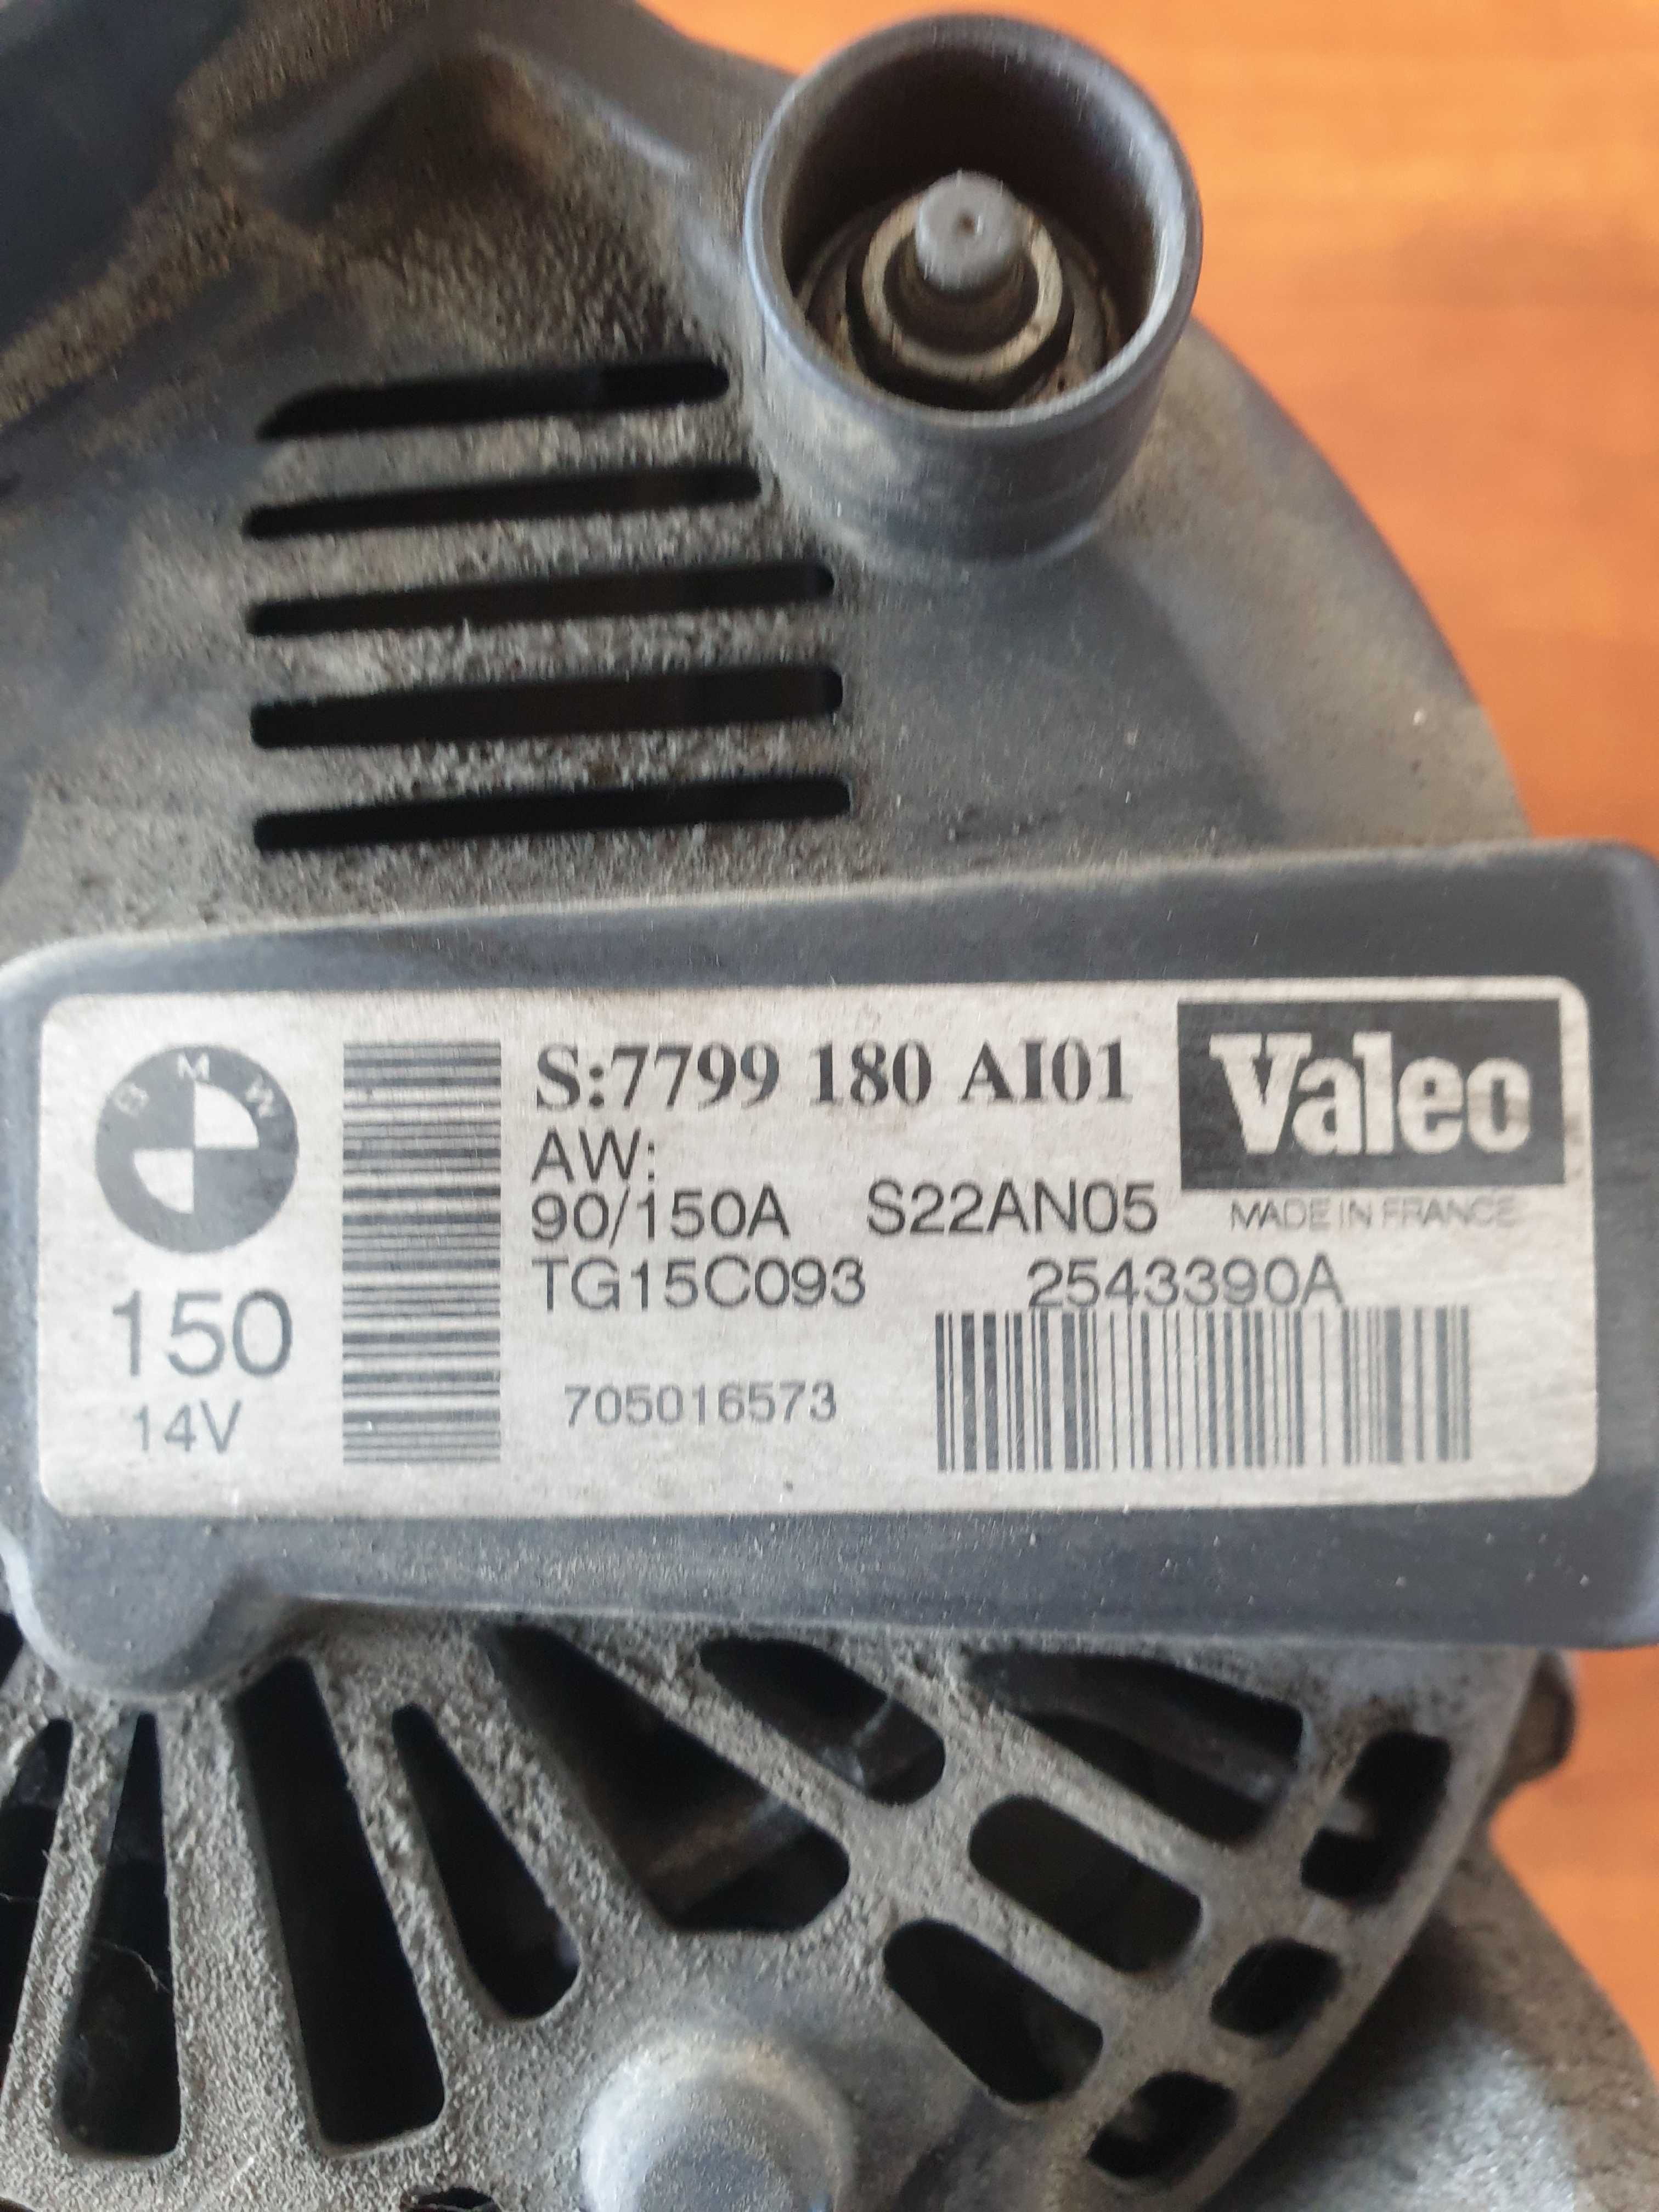 BMW
150
14V
S:7799 180 AI01
AW:
90/150A S22AN05
TG15C093 2543390A
705016573
Valeo
MADE IN FRANCE